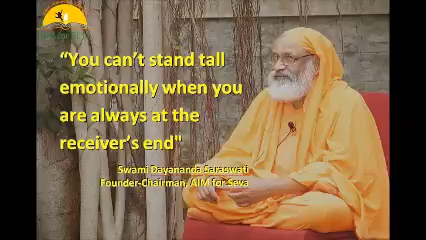 “You can’t stand tall
emotionally when you
are always at the
receiver’s end"
Swami Dayananda Saraswati
Founder-Chairman, AIM for Seva